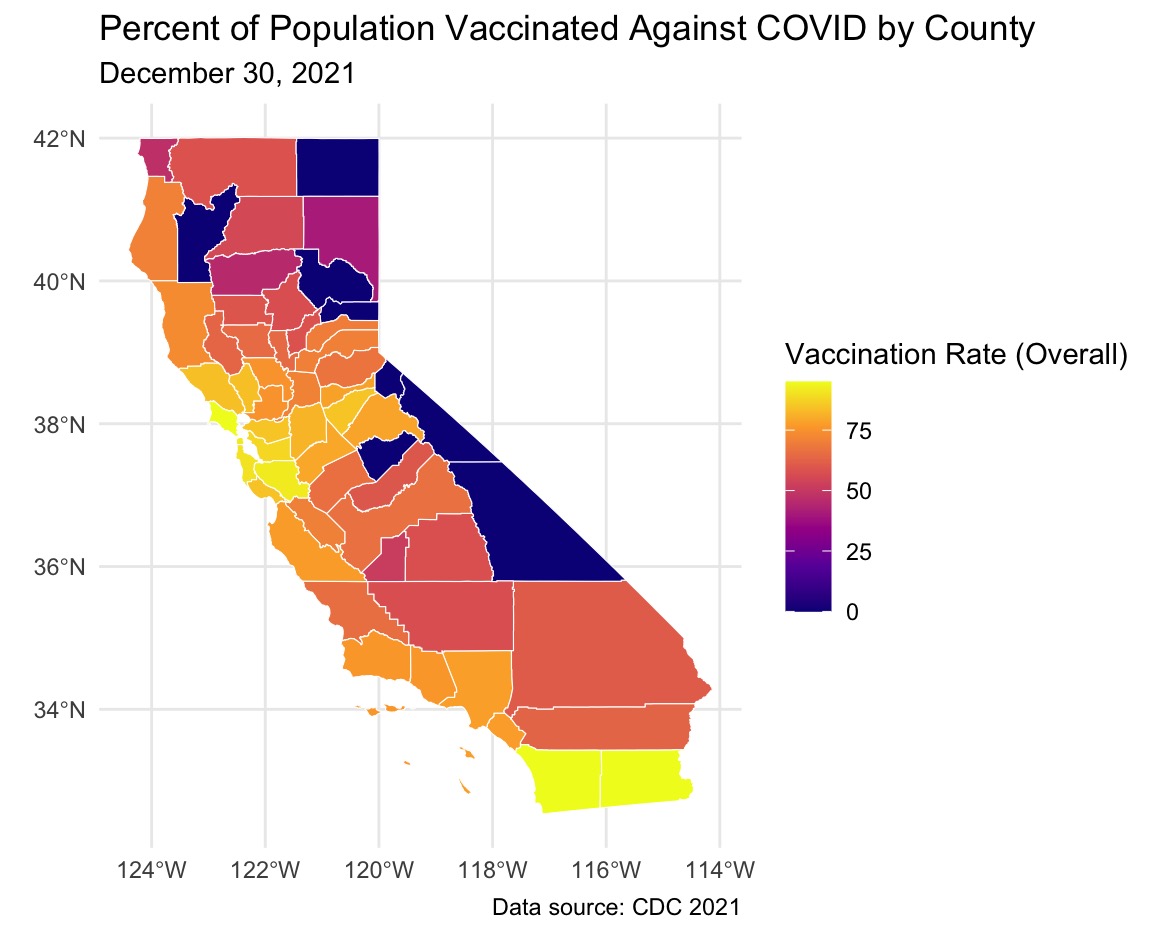 Percent of Population Vaccinated Against COVID by County
December 30, 2021
42°N
40°N
38°N
36°N
34°N
124°W 122°W 120°W 118°W 116°W 114°W
Vaccination Rate (Overall)
75
50
25
0
Data source: CDC 2021